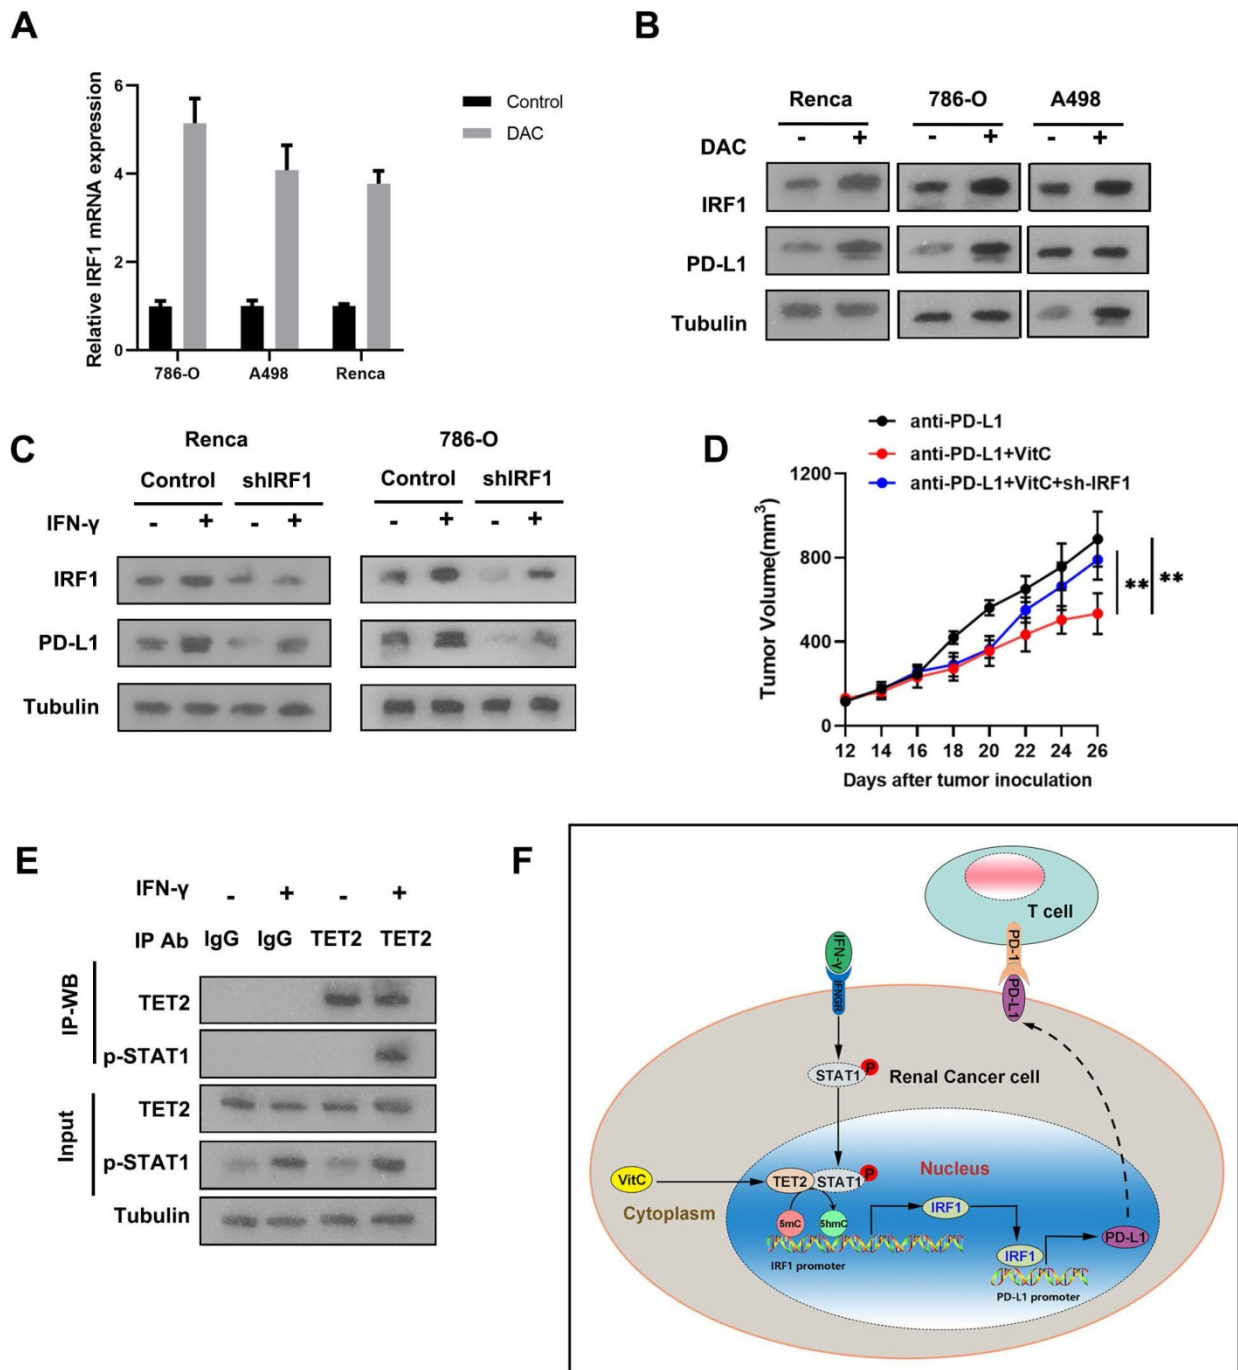 A
Relative IRF1 mRNA expression
6
4
2
0
786-O A498 Renca
Control
DAC
B
Renca 786-O A498
DAC - + - + - +
IRF1
PD-L1
Tubulin
C
Renca 786-O
Control shIRF1 Control shIRF1
IFN-γ - + - + - + - +
IRF1
PD-L1
Tubulin
D
anti-PD-L1
anti-PD-L1+VitC
anti-PD-L1+VitC+sh-IRF1
Tumor Volume(mm³)
1200
800
400
0
** **
12 14 16 18 20 22 24 26
Days after tumor inoculation
E
IFN-γ - + - +
IP Ab IgG IgG TET2 TET2
IP-WB
TET2
p-STAT1
Input
TET2
p-STAT1
Tubulin
F
T cell
PD-1
PD-L1
IFN-γ
IFNGR
STAT1 P
Renal Cancer cell
Nucleus
VitC
TET2 STAT1 P
Cytoplasm
5mC 5hmC
IRF1
IRF1 promoter
IRF1
PD-L1
PD-L1 promoter